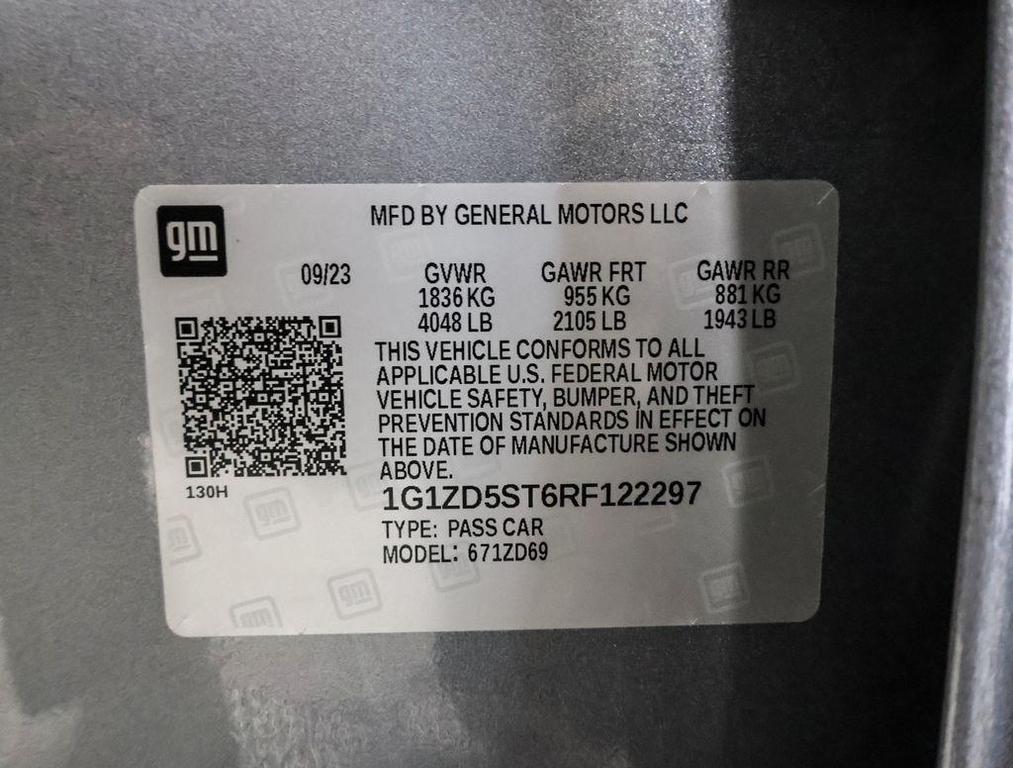 gm
MFD BY GENERAL MOTORS LLC
09/23 GVWR GAWR FRT GAWR RR
1836 KG 955 KG 881 KG
4048 LB 2105 LB 1943 LB
THIS VEHICLE CONFORMS TO ALL
APPLICABLE U.S. FEDERAL MOTOR
VEHICLE SAFETY, BUMPER, AND THEFT
PREVENTION STANDARDS IN EFFECT ON
THE DATE OF MANUFACTURE SHOWN
ABOVE.
130H
1G1ZD5ST6RF122297
TYPE: PASS CAR
MODEL: 671ZD69